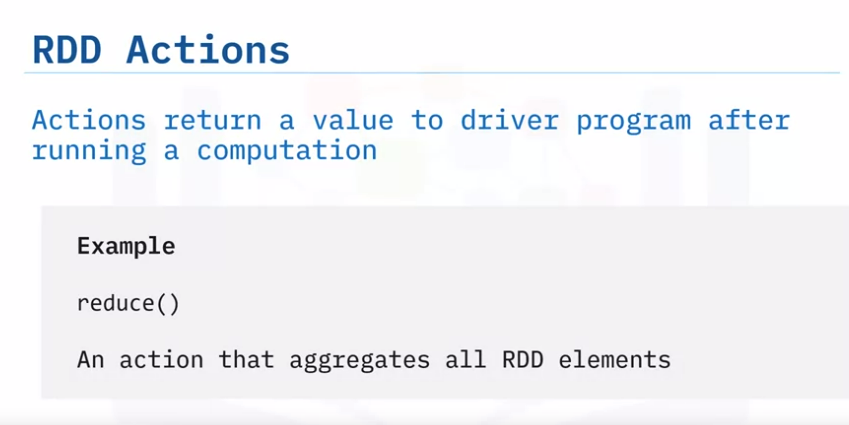 RDD Actions
Actions return a value to driver program after
running a computation
Example
reduce()
An action that aggregates all RDD elements